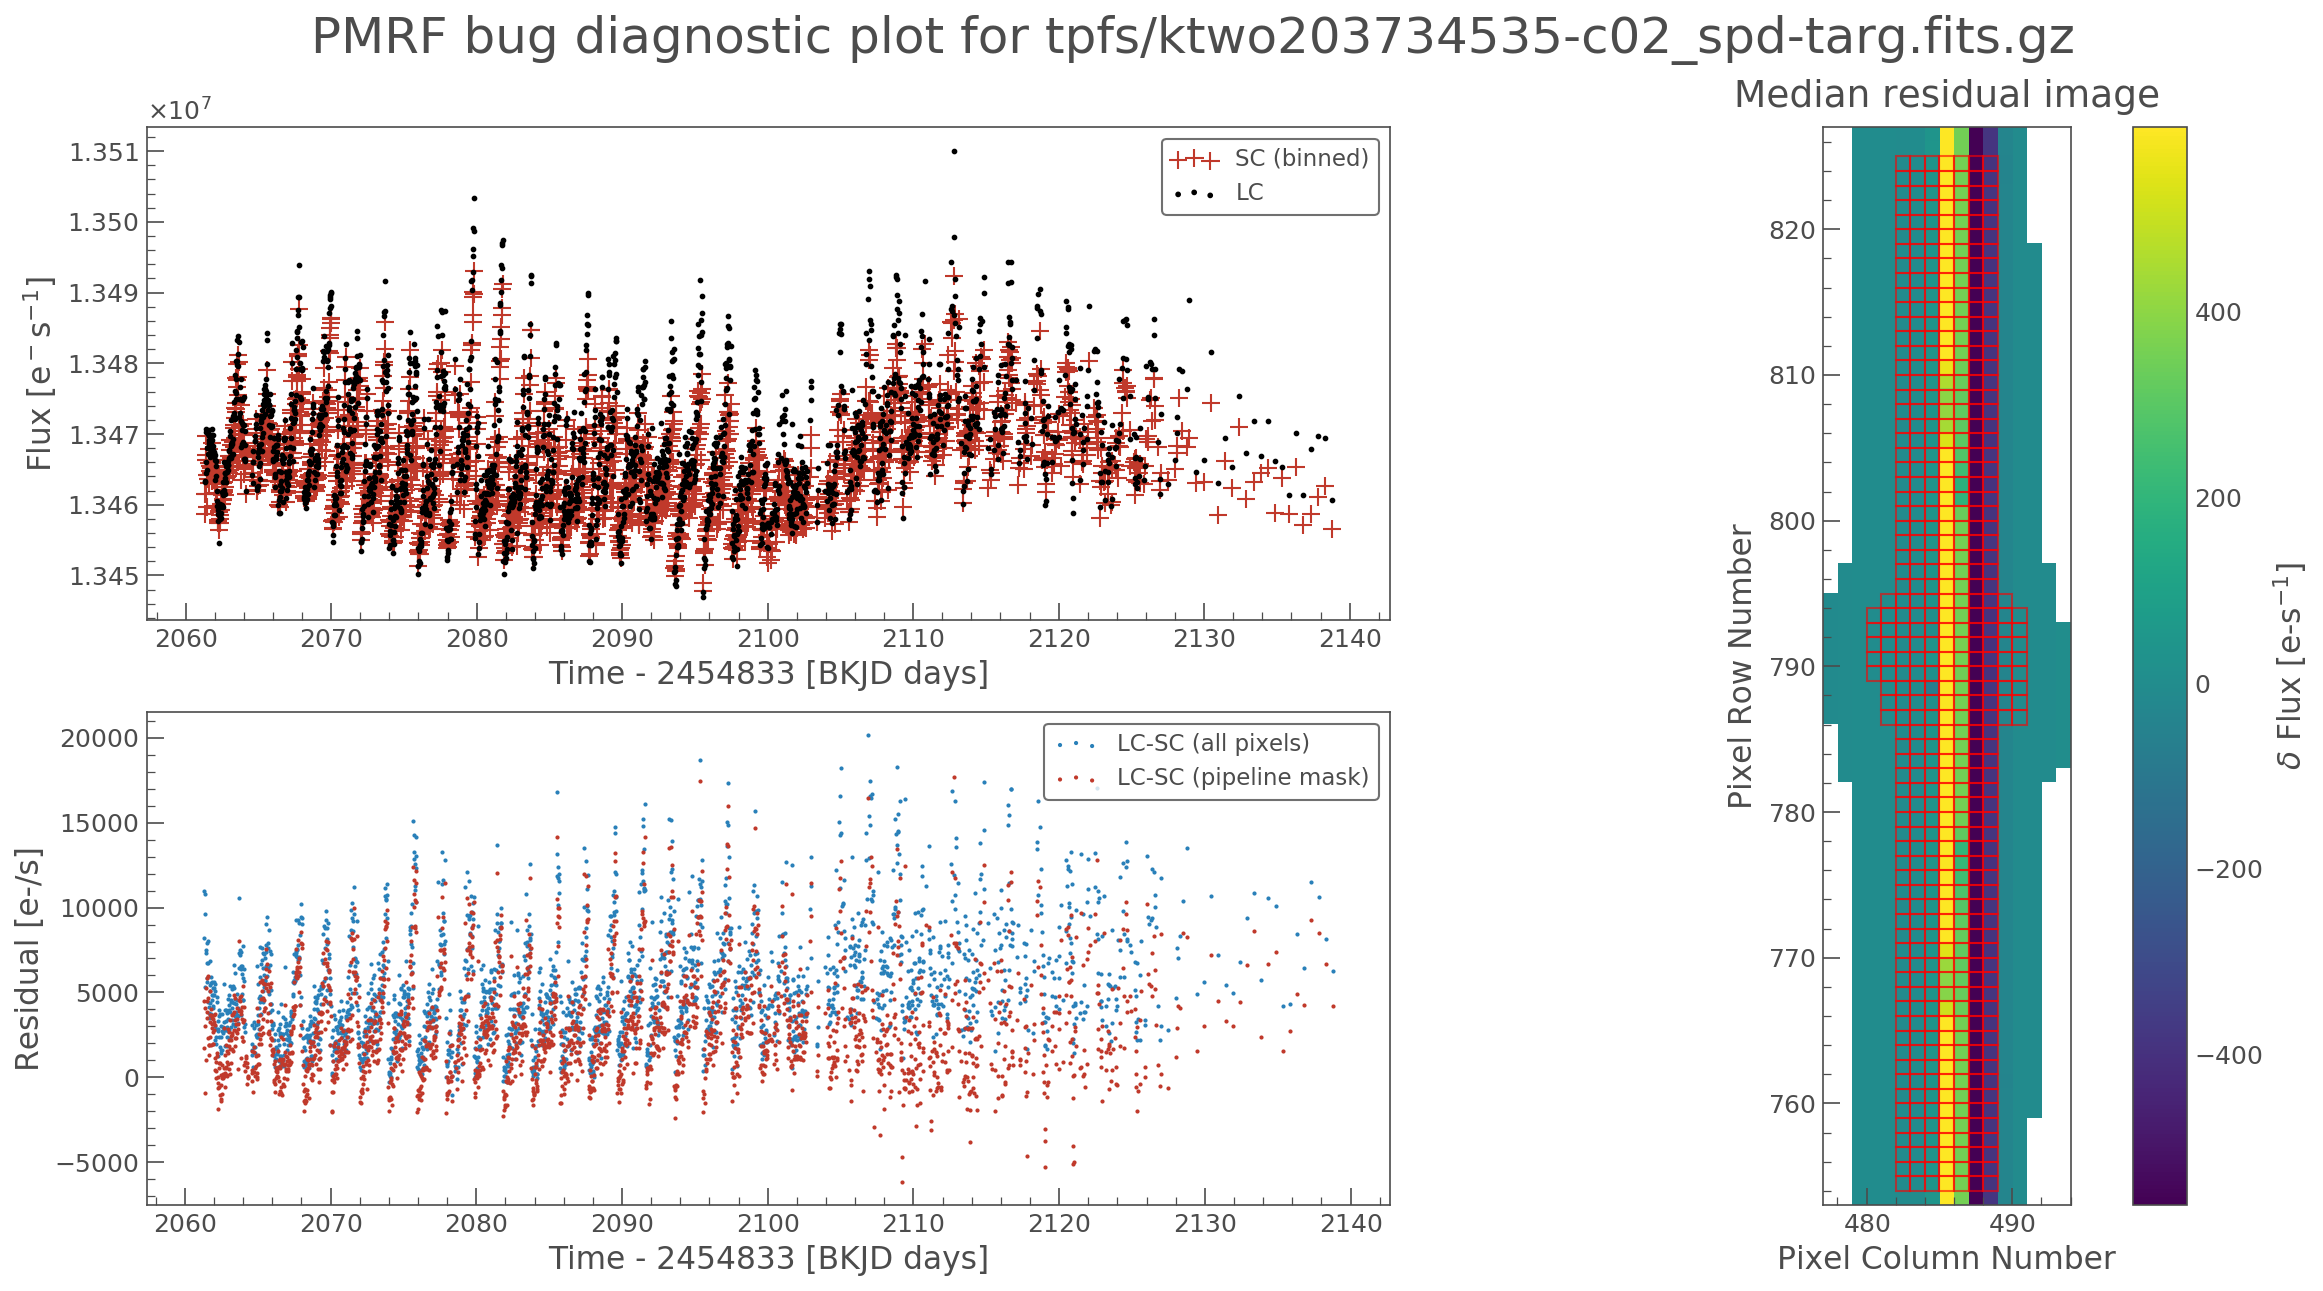 PMRF bug diagnostic plot for tpfs/ktwo203734535-c02_spd-targ.fits.gz
×10⁷
1.351
1.350
1.349
1.348
1.347
1.346
1.345
Flux [e⁻ s⁻¹]
SC (binned)
LC
2060 2070 2080 2090 2100 2110 2120 2130 2140
Time - 2454833 [BKJD days]
20000
15000
10000
5000
0
−5000
Residual [e-/s]
LC-SC (all pixels)
LC-SC (pipeline mask)
2060 2070 2080 2090 2100 2110 2120 2130 2140
Time - 2454833 [BKJD days]
Median residual image
820
810
800
790
780
770
760
Pixel Row Number
480 490
Pixel Column Number
400
200
0
−200
−400
δ Flux [e-s⁻¹]